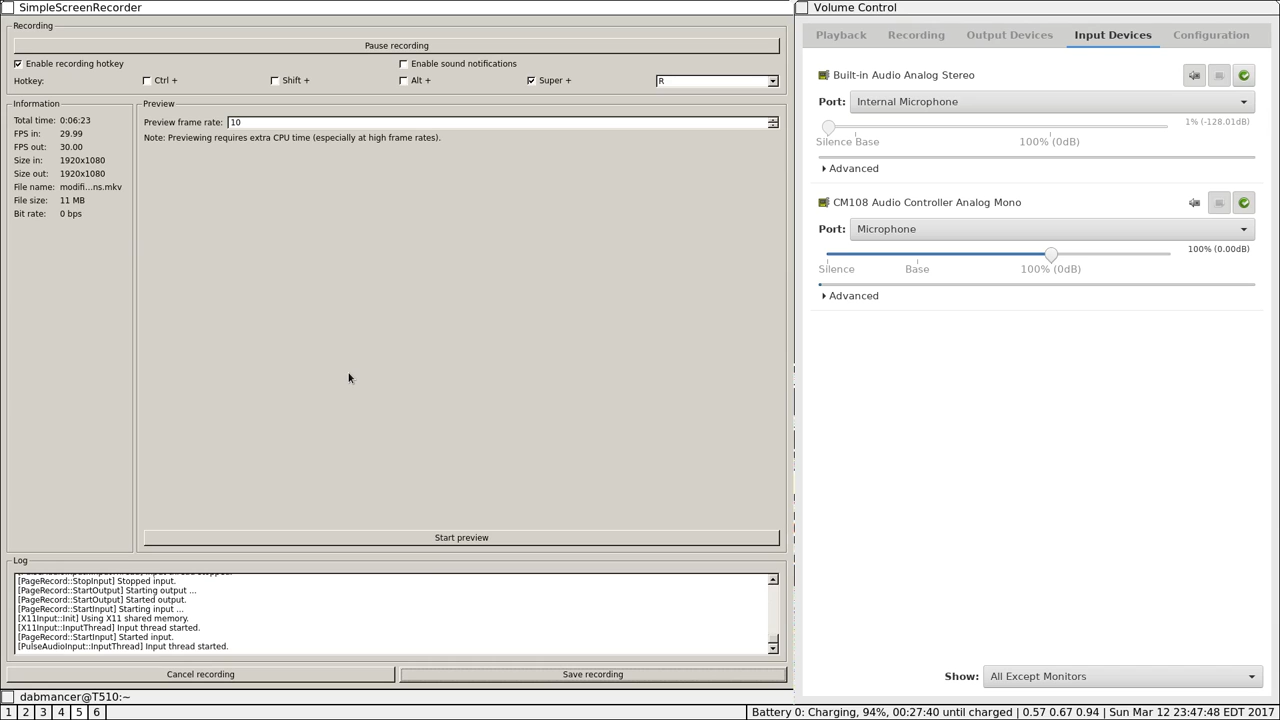 SimpleScreenRecorder
Recording
Pause recording
Enable recording hotkey
Enable sound notifications
Hotkey:
Ctrl +
Shift +
Alt +
Super +
R
Information
Total time: 0:06:23
FPS in: 29.99
FPS out: 30.00
Size in: 1920x1080
Size out: 1920x1080
File name: modifi...ns.mkv
File size: 11 MB
Bit rate: 0 bps
Preview
Preview frame rate: 10
Note: Previewing requires extra CPU time (especially at high frame rates).
Start preview
Log
[PageRecord::StopInput] Stopped input.
[PageRecord::StartOutput] Starting output ...
[PageRecord::StartOutput] Started output.
[PageRecord::StartInput] Starting input ...
[X11Input::Init] Using X11 shared memory.
[X11Input::InputThread] Input thread started.
[PageRecord::StartInput] Started input.
[PulseAudioInput::InputThread] Input thread started.
Cancel recording
Save recording
dabmancer@T510:~
Volume Control
Playback
Recording
Output Devices
Input Devices
Configuration
Built-in Audio Analog Stereo
Port: Internal Microphone
1% (-128.01dB)
Silence Base
100% (0dB)
Advanced
CM108 Audio Controller Analog Mono
Port: Microphone
100% (0.00dB)
Silence
Base
100% (0dB)
Advanced
Show: All Except Monitors
1 2 3 4 5 6
Battery 0: Charging, 94%, 00:27:40 until charged | 0.57 0.67 0.94 | Sun Mar 12 23:47:48 EDT 2017